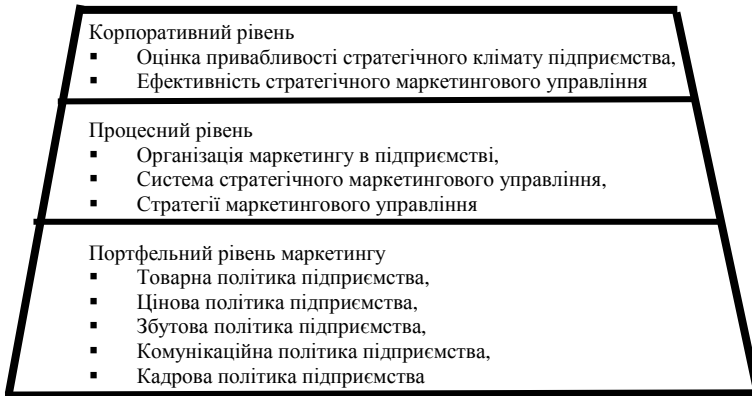 Корпоративний рівень
▪ Оцінка привабливості стратегічного клімату підприємства,
▪ Ефективність стратегічного маркетингового управління
Процесний рівень
▪ Організація маркетингу в підприємстві,
▪ Система стратегічного маркетингового управління,
▪ Стратегії маркетингового управління
Портфельний рівень маркетингу
▪ Товарна політика підприємства,
▪ Цінова політика підприємства,
▪ Збутова політика підприємства,
▪ Комунікаційна політика підприємства,
▪ Кадрова політика підприємства